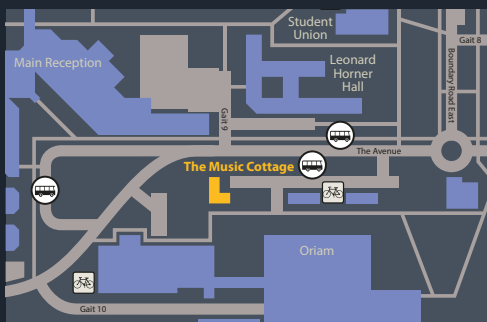 Student
Union
Gait 8
Main Reception
Leonard
Horner
Hall
Boundary Road East
Gait 9
The Avenue
The Music Cottage
Oriam
Gait 10